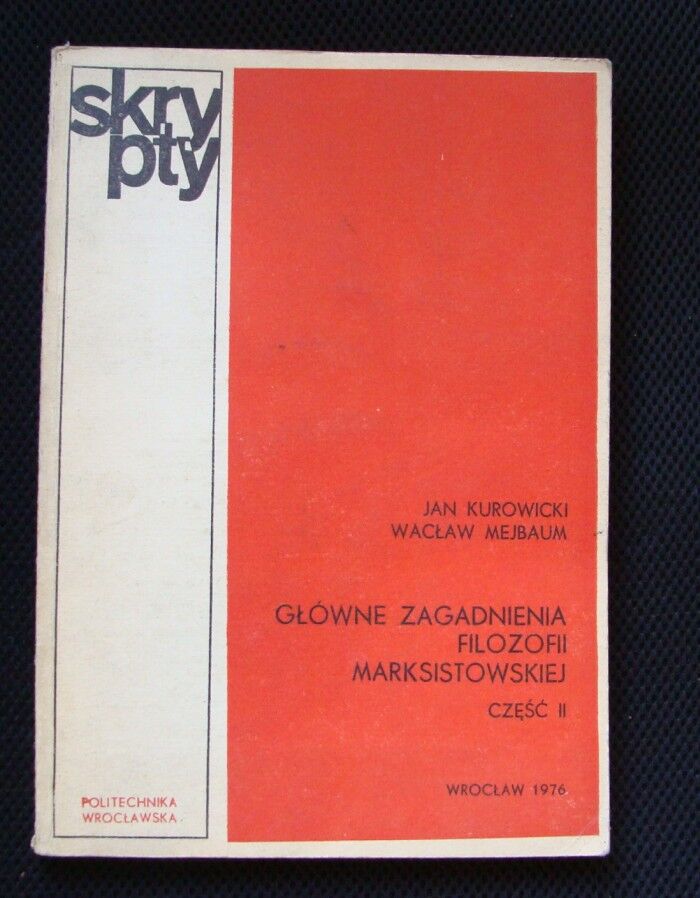 skry
pty
JAN KUROWICKI
WACŁAW MEJBAUM
GŁÓWNE ZAGADNIENIA
FILOZOFII
MARKSISTOWSKIEJ
CZĘŚĆ II
WROCŁAW 1976
POLITECHNIKA
WROCŁAWSKA